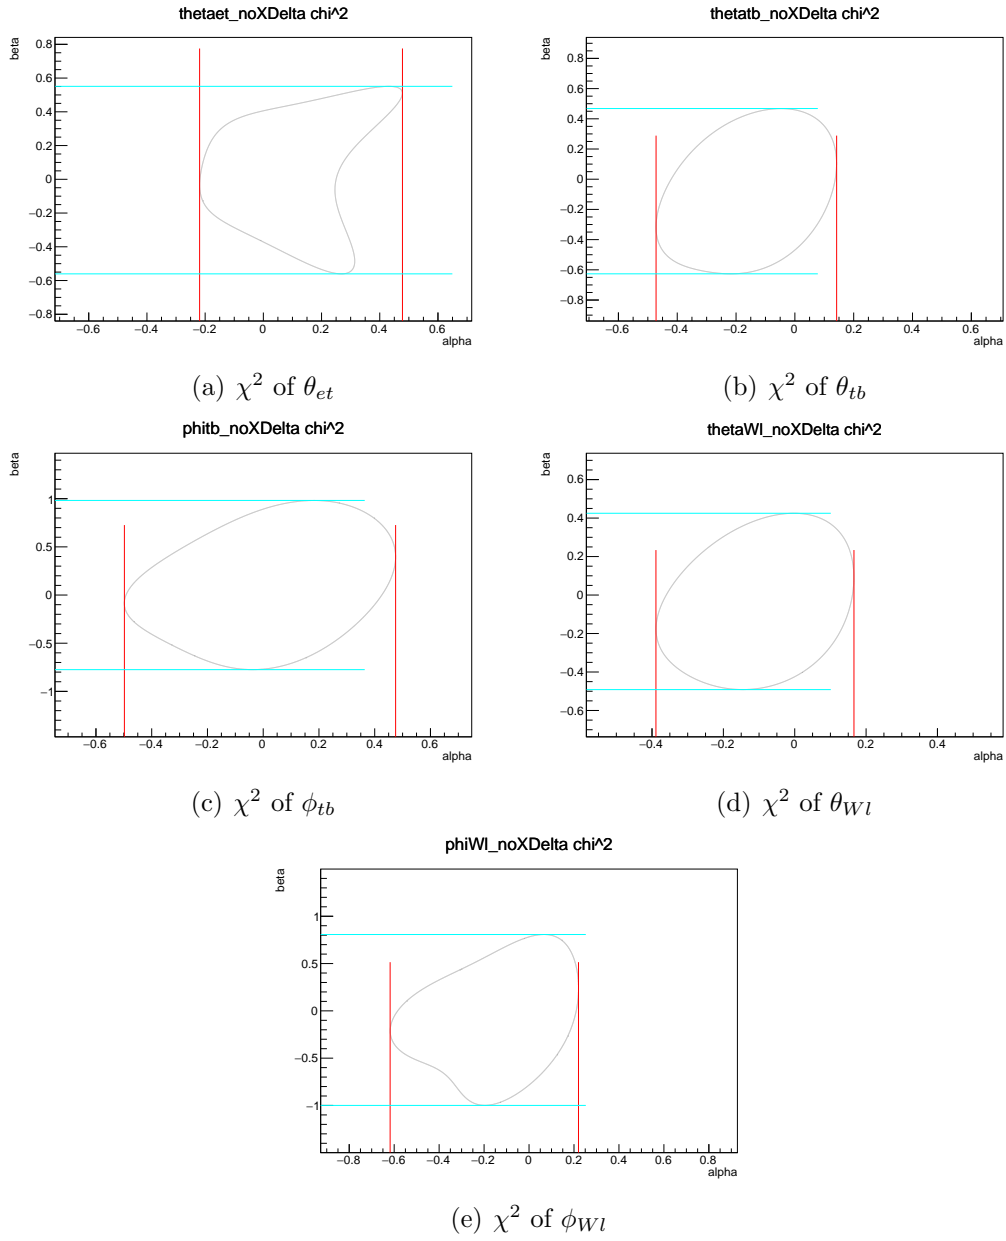 thetaet_noXDelta chi^2
beta
0.8
0.6
0.4
0.2
0
−0.2
−0.4
−0.6
−0.8
−0.6 −0.4 −0.2 0 0.2 0.4 0.6
alpha
(a) χ² of θ_et
thetatb_noXDelta chi^2
beta
0.8
0.6
0.4
0.2
0
−0.2
−0.4
−0.6
−0.8
−0.6 −0.4 −0.2 0 0.2 0.4 0.6
alpha
(b) χ² of θ_tb
phitb_noXDelta chi^2
beta
1
0.5
0
−0.5
−1
−0.6 −0.4 −0.2 0 0.2 0.4 0.6
alpha
(c) χ² of ϕ_tb
thetaWl_noXDelta chi^2
beta
0.6
0.4
0.2
0
−0.2
−0.4
−0.6
−0.4 −0.2 0 0.2 0.4
alpha
(d) χ² of θ_Wl
phiWl_noXDelta chi^2
beta
1
0.5
0
−0.5
−1
−0.8 −0.6 −0.4 −0.2 0 0.2 0.4 0.6 0.8
alpha
(e) χ² of ϕ_Wl